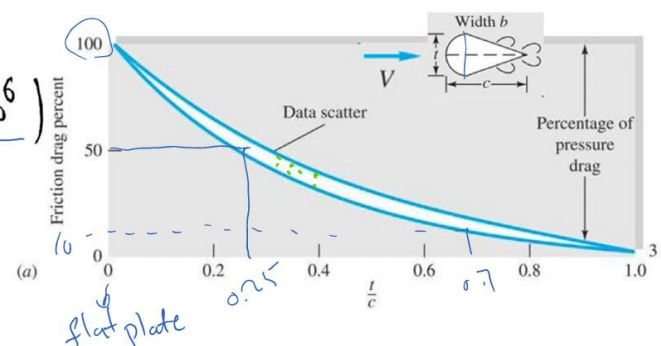 Width b
100
t
c
V
6 )
Data scatter
Percentage of
pressure
drag
Friction drag percent
50
10
0
3
(a)
0
0.2
0.4
0.6
0.8
1.0
0.25
t/c
0.7
flat plate